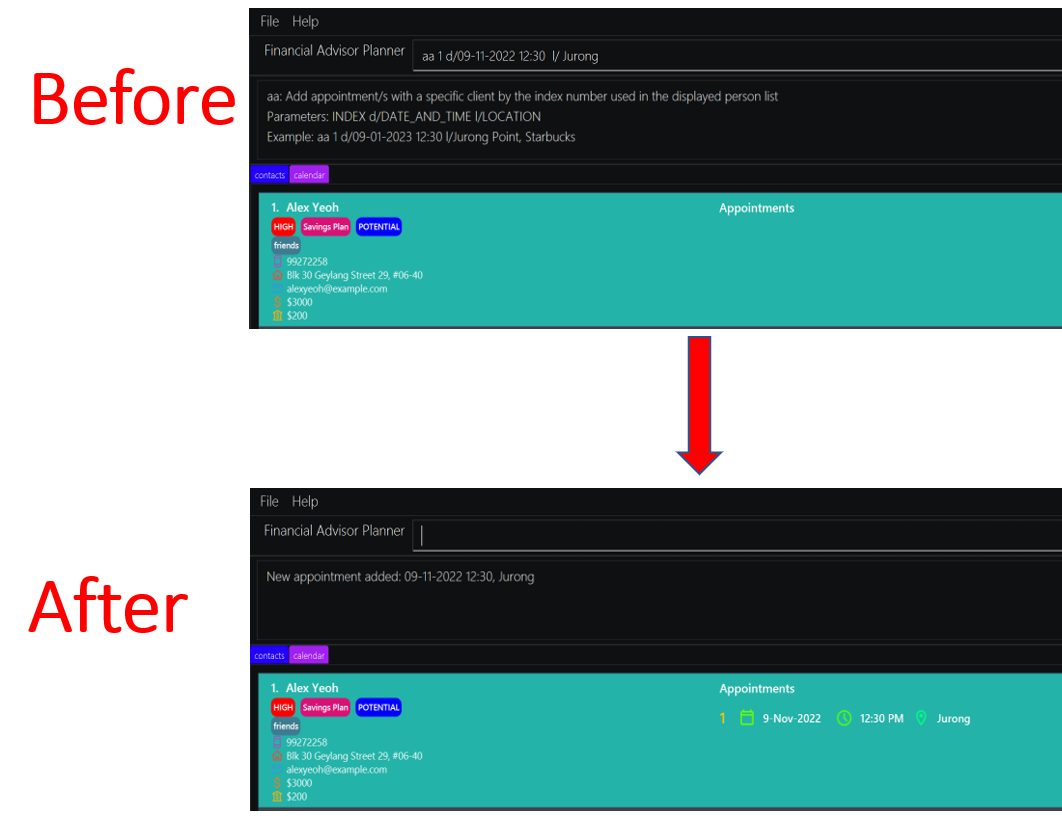 Before
File Help
Financial Advisor Planner aa 1 d/09-11-2022 12:30 l/ Jurong
aa: Add appointment/s with a specific client by the index number used in the displayed person list
Parameters: INDEX d/DATE_AND_TIME l/LOCATION
Example: aa 1 d/09-01-2023 12:30 l/Jurong Point, Starbucks
contacts calendar
1. Alex Yeoh Appointments
HIGH Savings Plan POTENTIAL
friends
99272258
Blk 30 Geylang Street 29, #06-40
alexyeoh@example.com
$3000
$200
After
File Help
Financial Advisor Planner
New appointment added: 09-11-2022 12:30, Jurong
contacts calendar
1. Alex Yeoh Appointments
HIGH Savings Plan POTENTIAL 1 9-Nov-2022 12:30 PM Jurong
friends
99272258
Blk 30 Geylang Street 29, #06-40
alexyeoh@example.com
$3000
$200